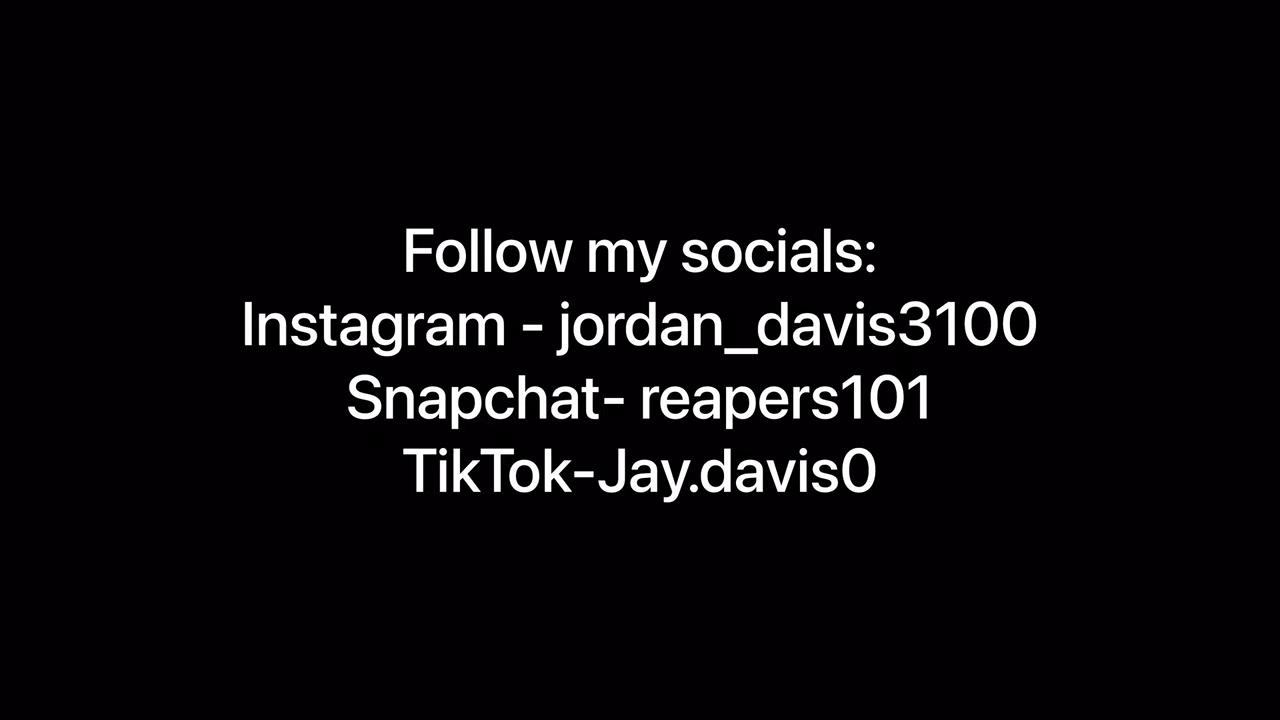 Follow my socials:
Instagram - jordan_davis3100
Snapchat- reapers101
TikTok-Jay.davis0